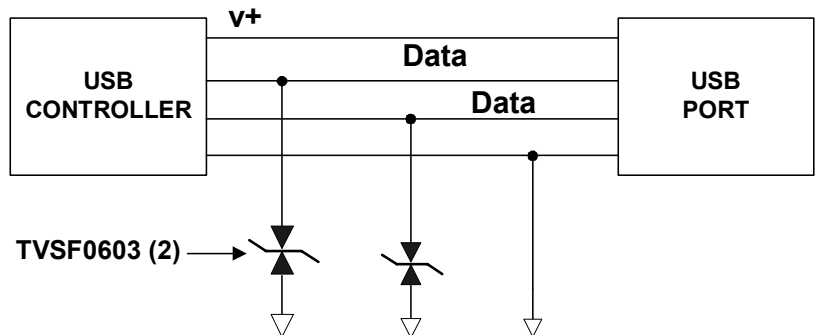 v+
Data
USB
CONTROLLER
Data
USB
PORT
TVSF0603 (2)